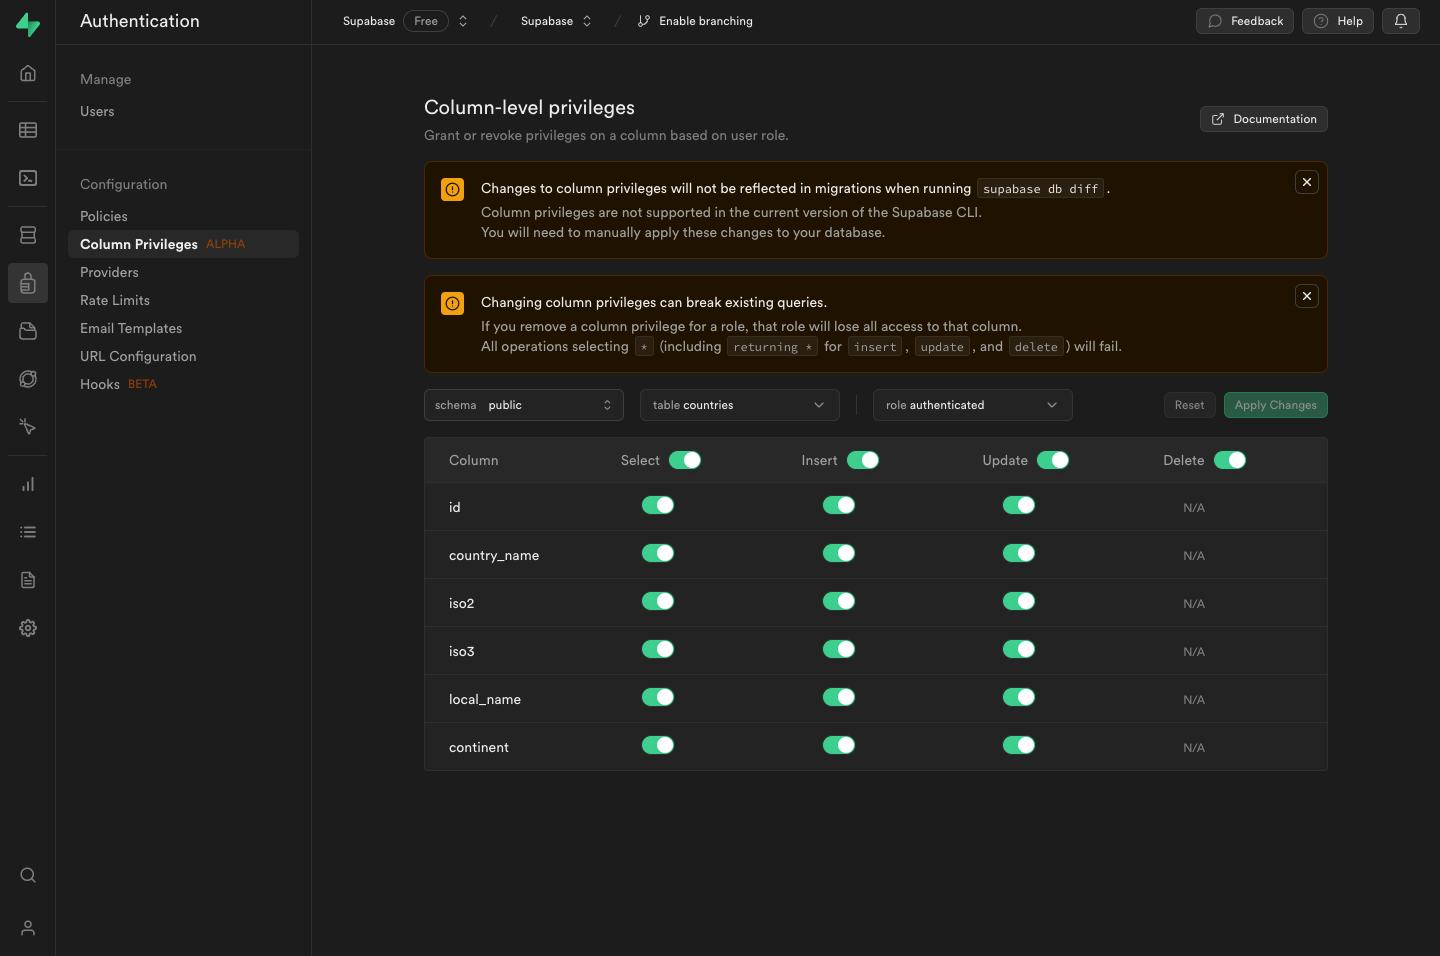 Authentication
Supabase Free / Supabase / Enable branching
Feedback Help
Manage
Users
Configuration
Policies
Column Privileges ALPHA
Providers
Rate Limits
Email Templates
URL Configuration
Hooks BETA
Column-level privileges
Grant or revoke privileges on a column based on user role.
Documentation
Changes to column privileges will not be reflected in migrations when running supabase db diff.
Column privileges are not supported in the current version of the Supabase CLI.
You will need to manually apply these changes to your database.
Changing column privileges can break existing queries.
If you remove a column privilege for a role, that role will lose all access to that column.
All operations selecting * (including returning * for insert, update, and delete) will fail.
schema public table countries role authenticated Reset Apply Changes
Column Select Insert Update Delete
id N/A
country_name N/A
iso2 N/A
iso3 N/A
local_name N/A
continent N/A